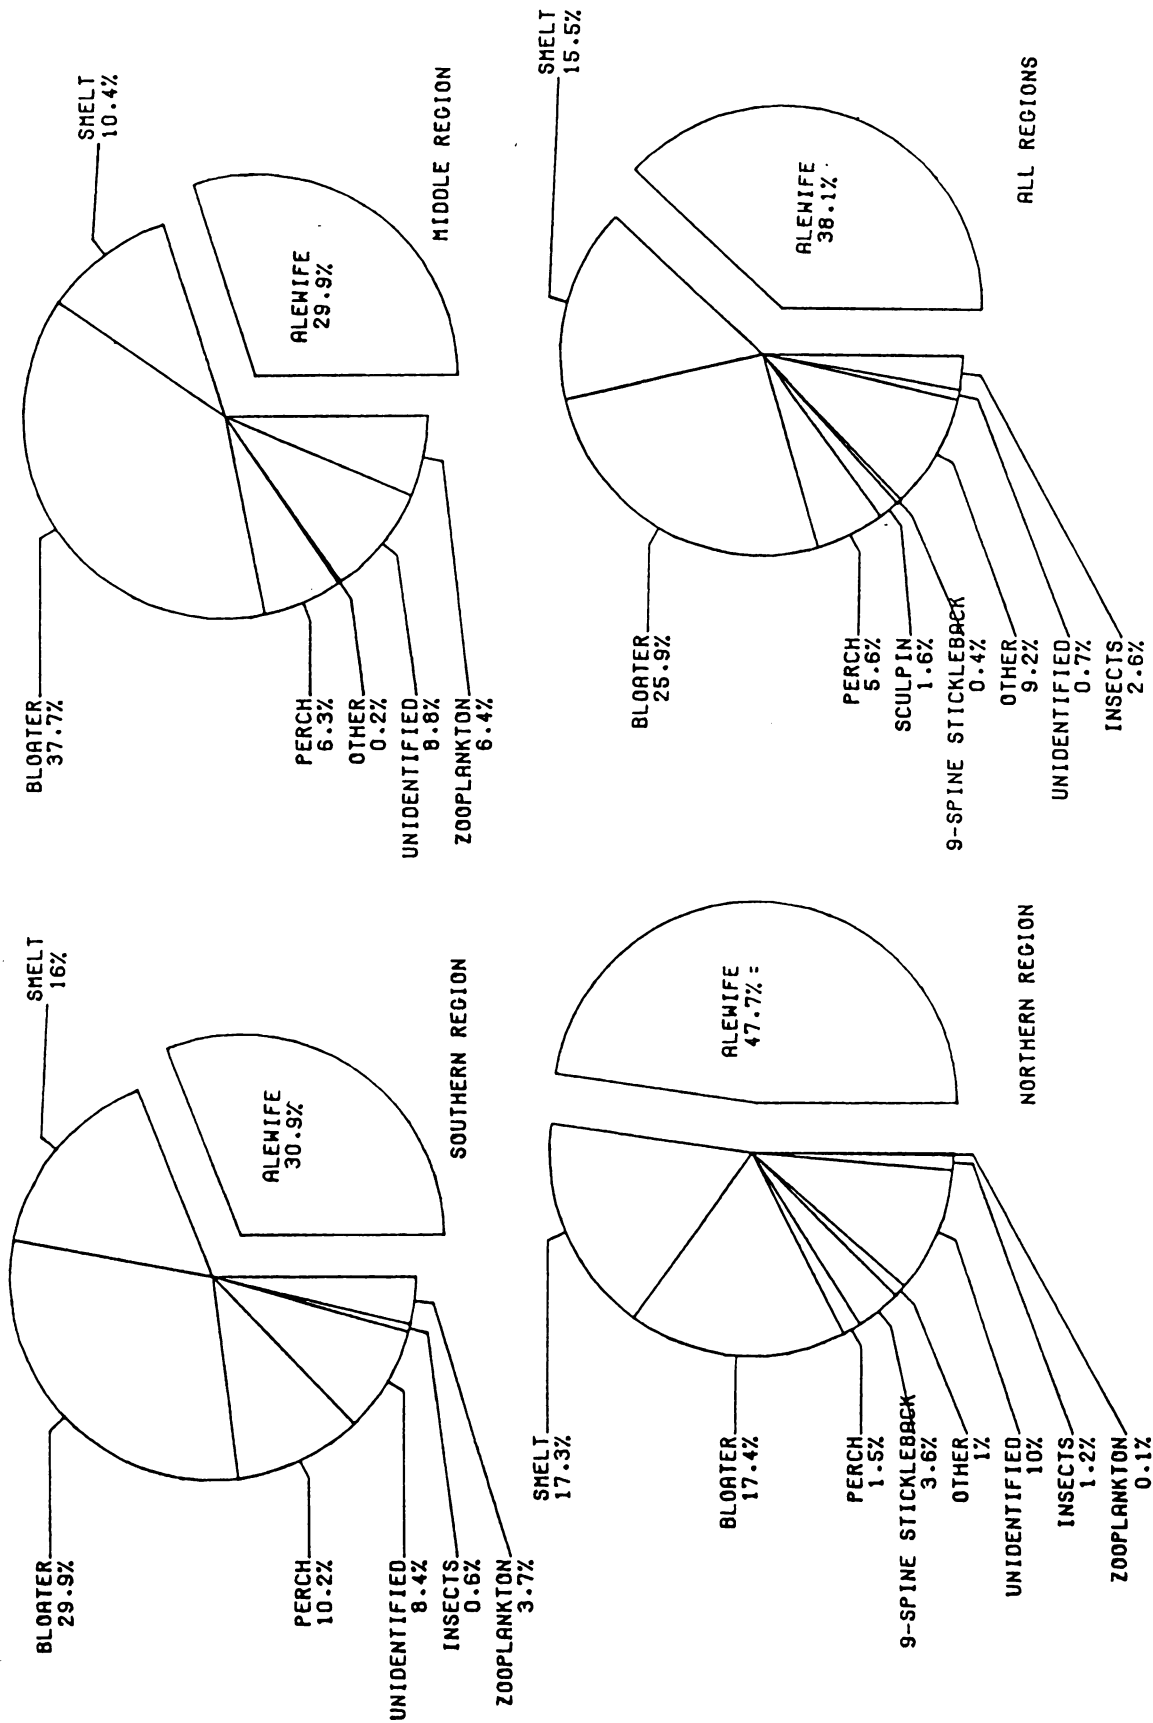 BLOATER
29.9%
SMELT
16%
PERCH
10.2%
UNIDENTIFIED
8.4%
INSECTS
0.6%
ZOOPLANKTON
3.7%
ALEWIFE
30.9%
SOUTHERN REGION
BLOATER
37.7%
SMELT
10.4%
PERCH
6.3%
OTHER
0.2%
UNIDENTIFIED
8.8%
ZOOPLANKTON
6.4%
ALEWIFE
29.9%
MIDDLE REGION
SMELT
17.3%
BLOATER
17.4%
PERCH
1.5%
9-SPINE STICKLEBACK
3.6%
OTHER
1%
UNIDENTIFIED
10%
INSECTS
1.2%
ZOOPLANKTON
0.1%
ALEWIFE
47.7% =
NORTHERN REGION
SMELT
15.5%
BLOATER
25.9%
PERCH
5.6%
SCULPIN
1.6%
9-SPINE STICKLEBACK
0.4%
OTHER
9.2%
UNIDENTIFIED
0.7%
INSECTS
2.6%
ALEWIFE
38.1%
ALL REGIONS